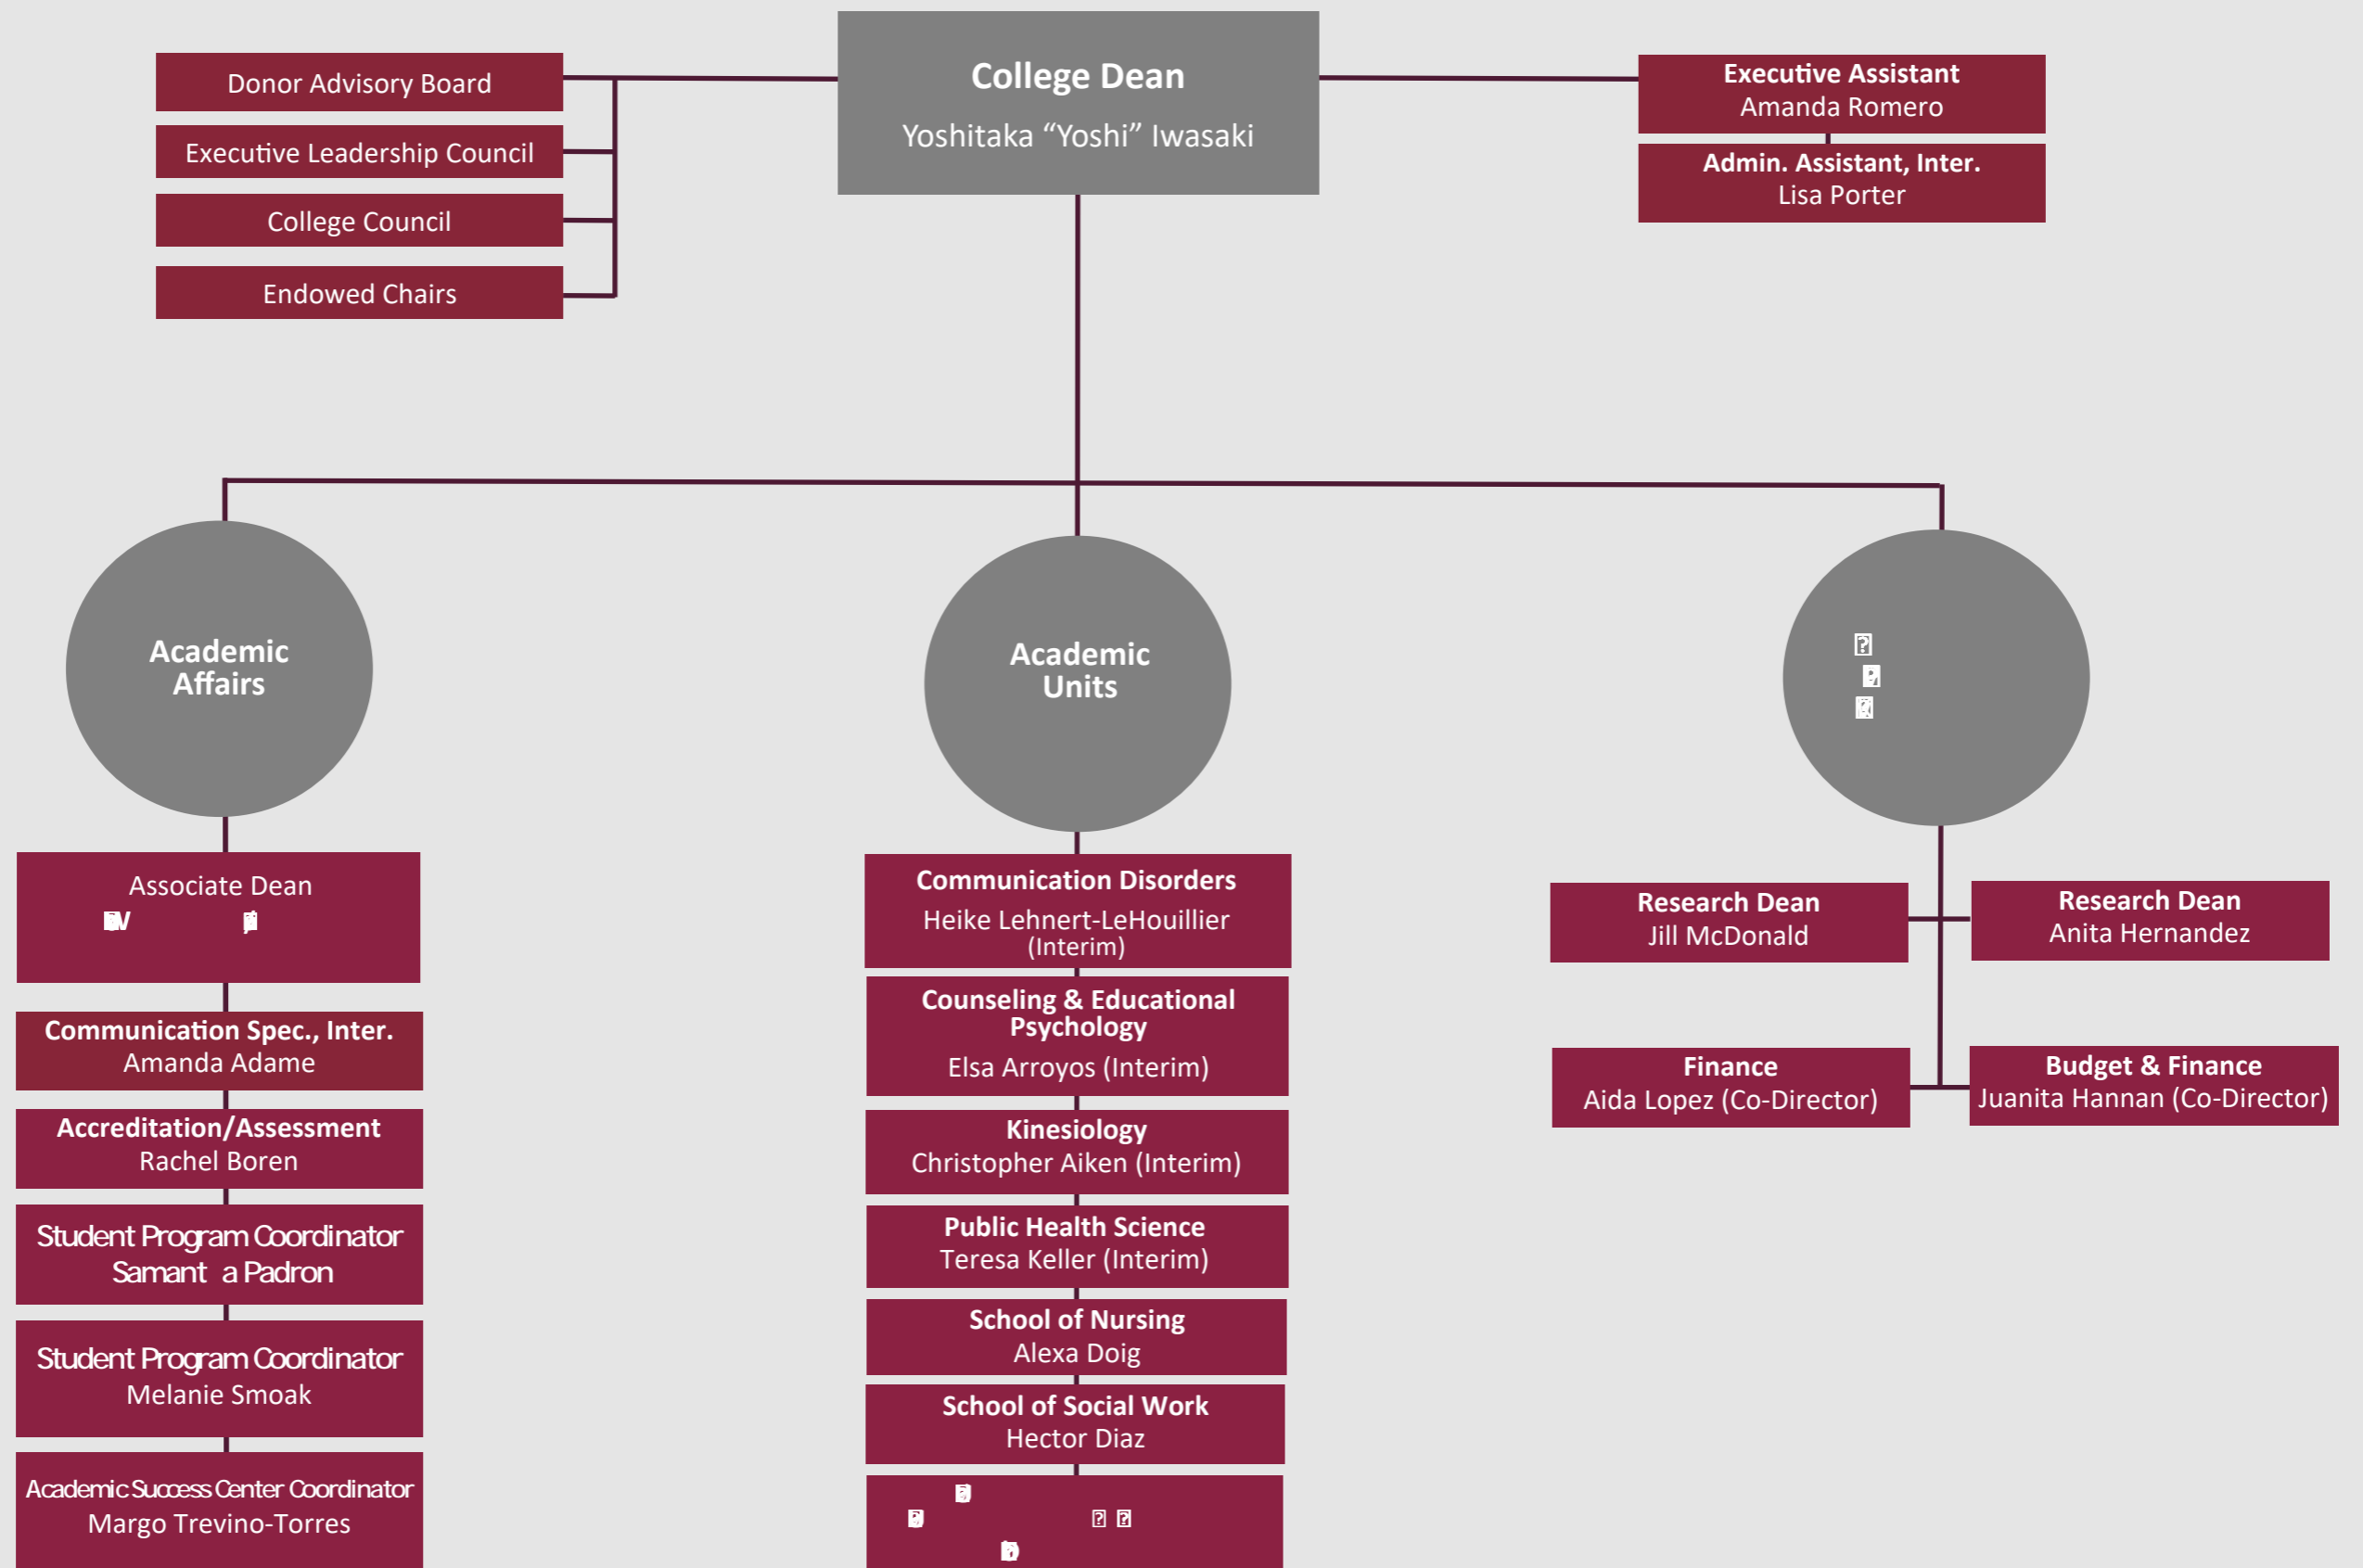 College Dean
Yoshitaka “Yoshi” Iwasaki
Donor Advisory Board
Executive Leadership Council
College Council
Endowed Chairs
Executive Assistant
Amanda Romero
Admin. Assistant, Inter.
Lisa Porter
Academic
Affairs
Associate Dean
Communication Spec., Inter.
Amanda Adame
Accreditation/Assessment
Rachel Boren
Student Program Coordinator
Samant a Padron
Student Program Coordinator
Melanie Smoak
Academic Success Center Coordinator
Margo Trevino-Torres
Academic
Units
Communication Disorders
Heike Lehnert-LeHouillier
(Interim)
Counseling & Educational
Psychology
Elsa Arroyos (Interim)
Kinesiology
Christopher Aiken (Interim)
Public Health Science
Teresa Keller (Interim)
School of Nursing
Alexa Doig
School of Social Work
Hector Diaz
Research Dean
Jill McDonald
Research Dean
Anita Hernandez
Finance
Aida Lopez (Co-Director)
Budget & Finance
Juanita Hannan (Co-Director)